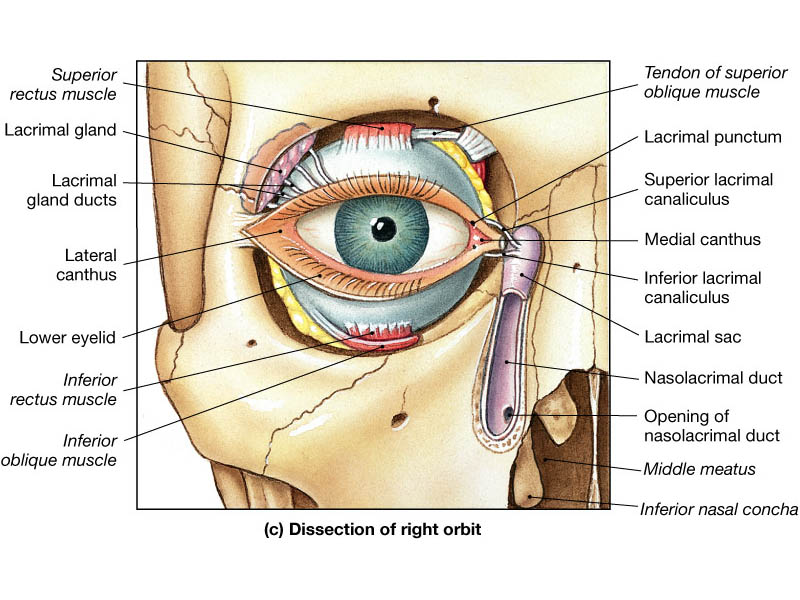 Superior
rectus muscle
Lacrimal gland
Lacrimal
gland ducts
Lateral
canthus
Lower eyelid
Inferior
rectus muscle
Inferior
oblique muscle
Tendon of superior
oblique muscle
Lacrimal punctum
Superior lacrimal
canaliculus
Medial canthus
Inferior lacrimal
canaliculus
Lacrimal sac
Nasolacrimal duct
Opening of
nasolacrimal duct
Middle meatus
Inferior nasal concha
(c) Dissection of right orbit